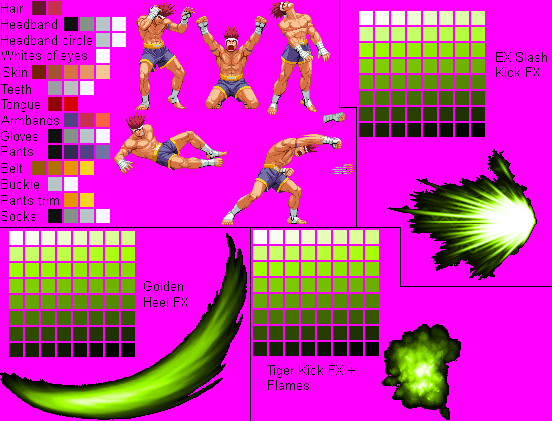 Hair
Headband
Headband circle
Whites of eyes
Skin
Teeth
Tongue
Armbands
Gloves
Pants
Belt
Buckle
Pants trim
Socks
EX Slash
Kick FX
Golden
Heel FX
Tiger Kick FX +
Flames